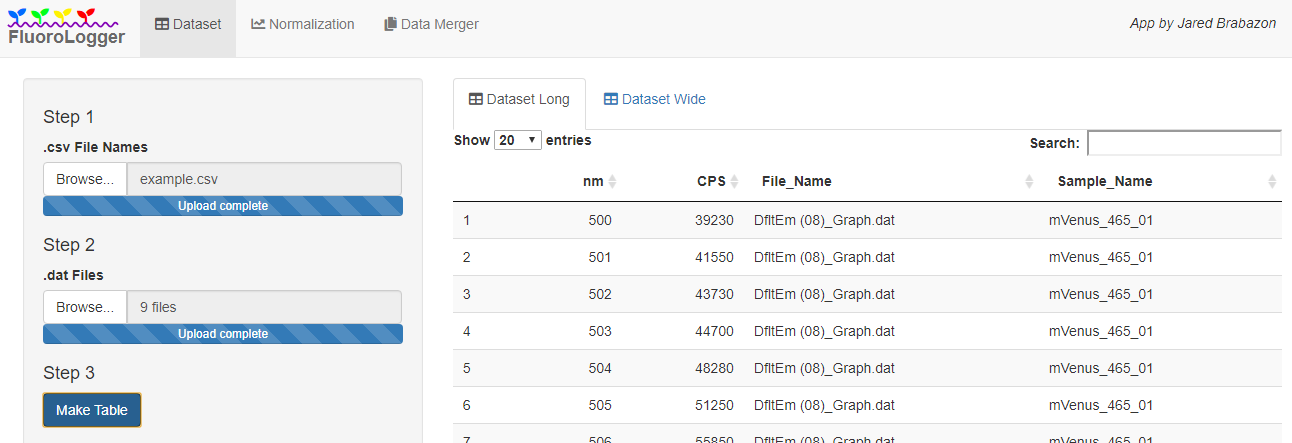 FluoroLogger
Dataset
Normalization
Data Merger
App by Jared Brabazon
Step 1
.csv File Names
Browse... example.csv
Upload complete
Step 2
.dat Files
Browse... 9 files
Upload complete
Step 3
Make Table
Dataset Long
Dataset Wide
Show 20 entries
Search:
nm CPS File_Name Sample_Name
1 500 39230 DfltEm (08)_Graph.dat mVenus_465_01
2 501 41550 DfltEm (08)_Graph.dat mVenus_465_01
3 502 43730 DfltEm (08)_Graph.dat mVenus_465_01
4 503 44700 DfltEm (08)_Graph.dat mVenus_465_01
5 504 48280 DfltEm (08)_Graph.dat mVenus_465_01
6 505 51250 DfltEm (08)_Graph.dat mVenus_465_01
7 506 55850 DfltEm (08)_Graph.dat mVenus_465_01